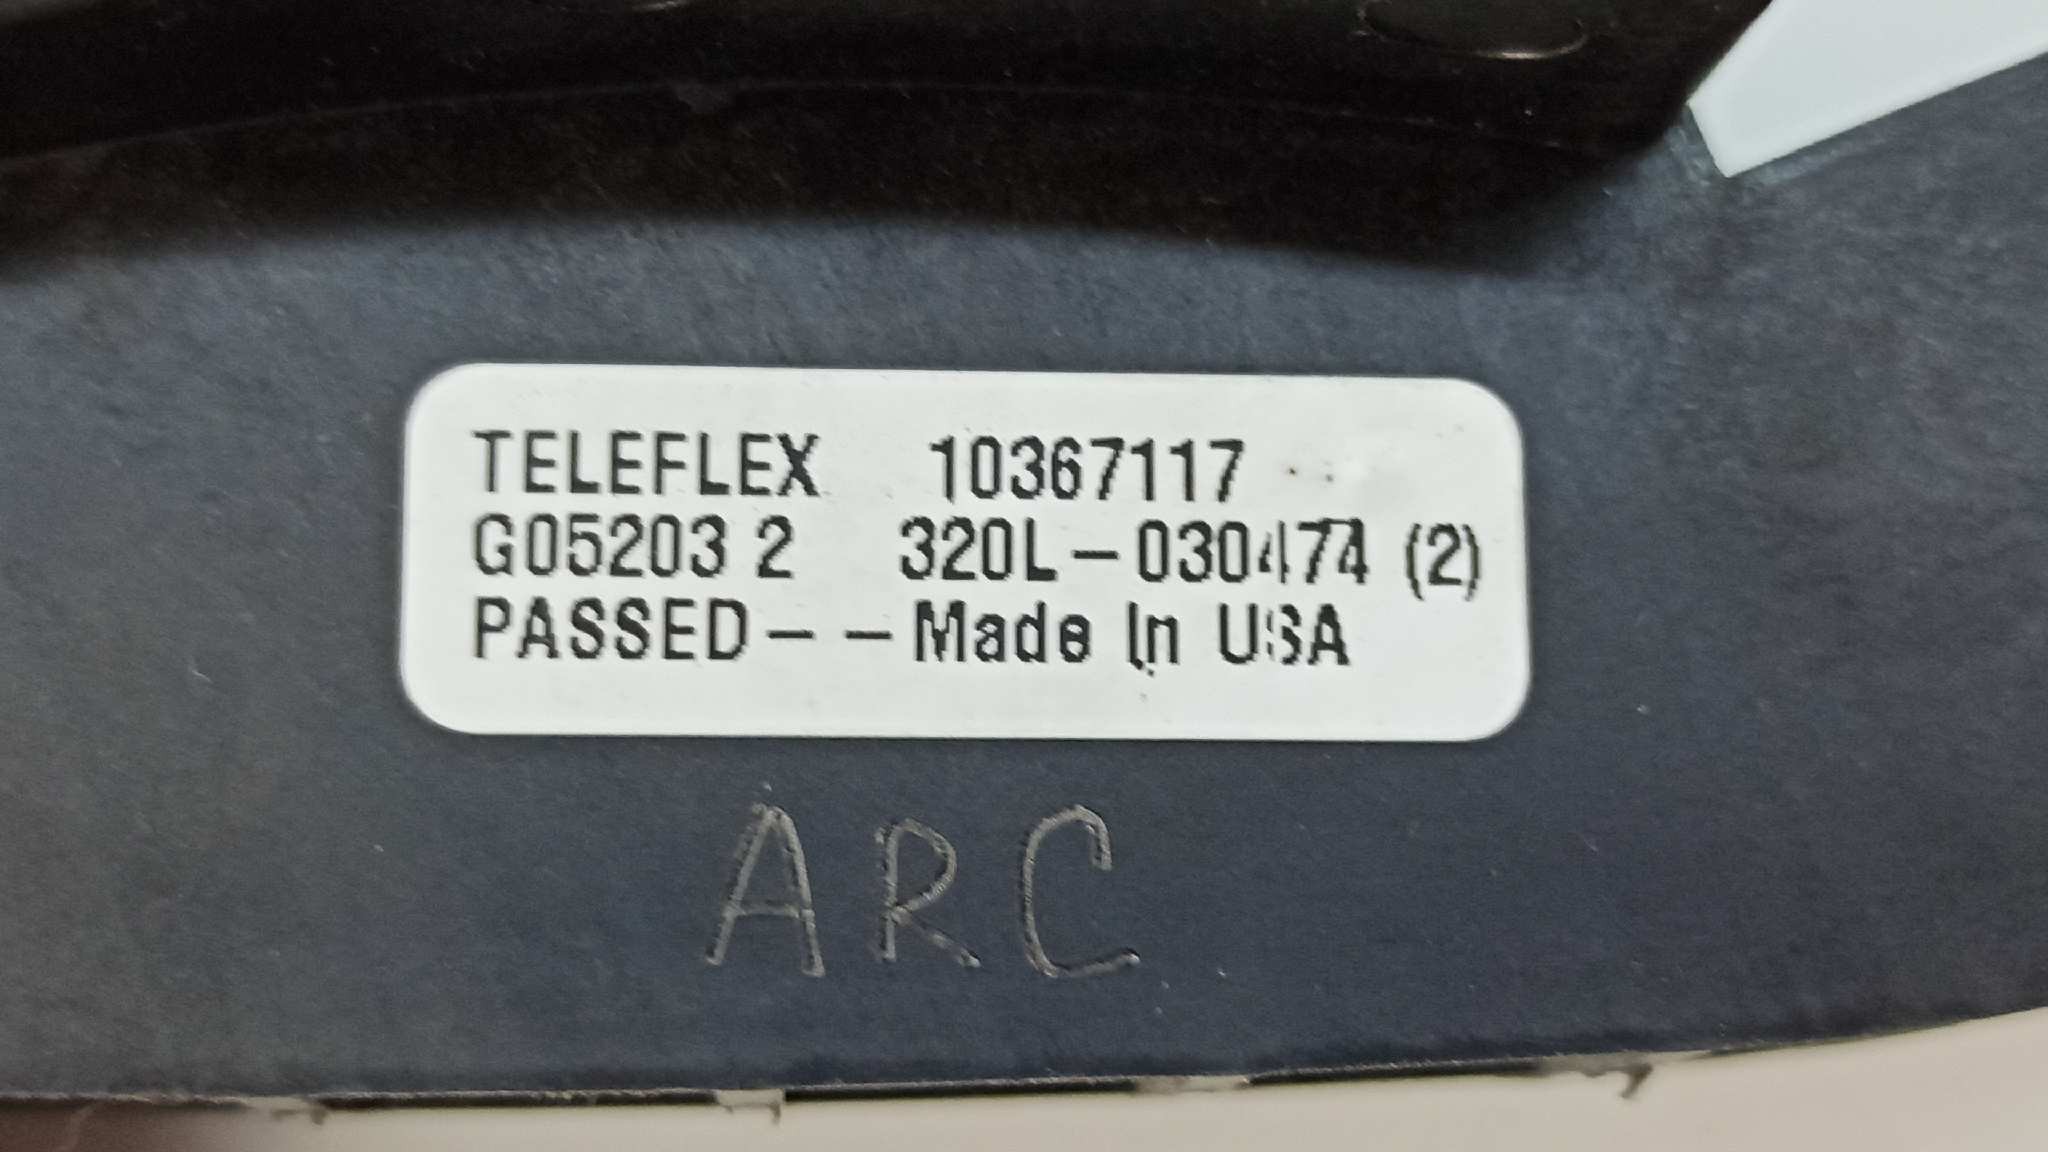 TELEFLEX 10367117
G05203 2 320L-030474 (2)
PASSED--Made In USA
ARC